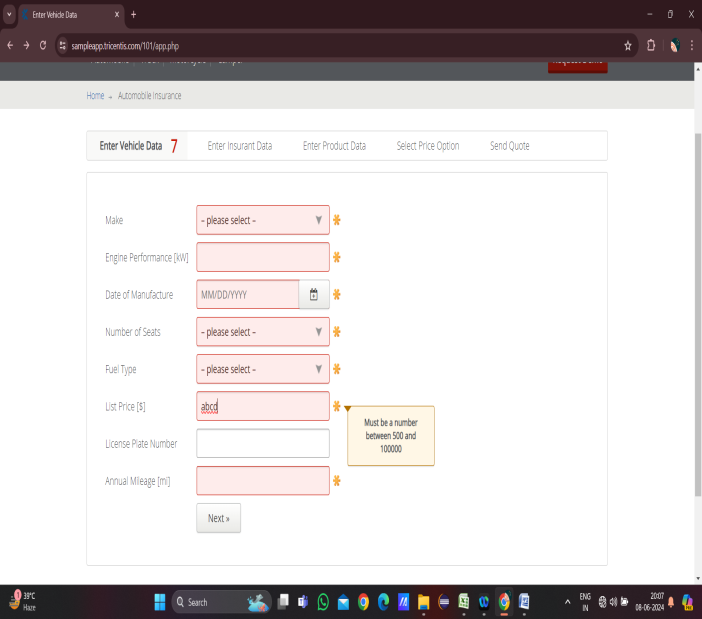 Enter Vehicle Data
sampleapp.tricentis.com/101/app.php
Home
Automobile Insurance
Enter Vehicle Data 7 Enter Insurant Data Enter Product Data Select Price Option Send Quote
Make – please select –
Engine Performance [kW]
Date of Manufacture MM/DD/YYYY
Number of Seats – please select –
Fuel Type – please select –
List Price [$] abcd
Must be a number
between 500 and
100000
License Plate Number
Annual Mileage [mi]
Next »
1
39°C
Haze
Search
ENG
IN
20:07
08-06-2024